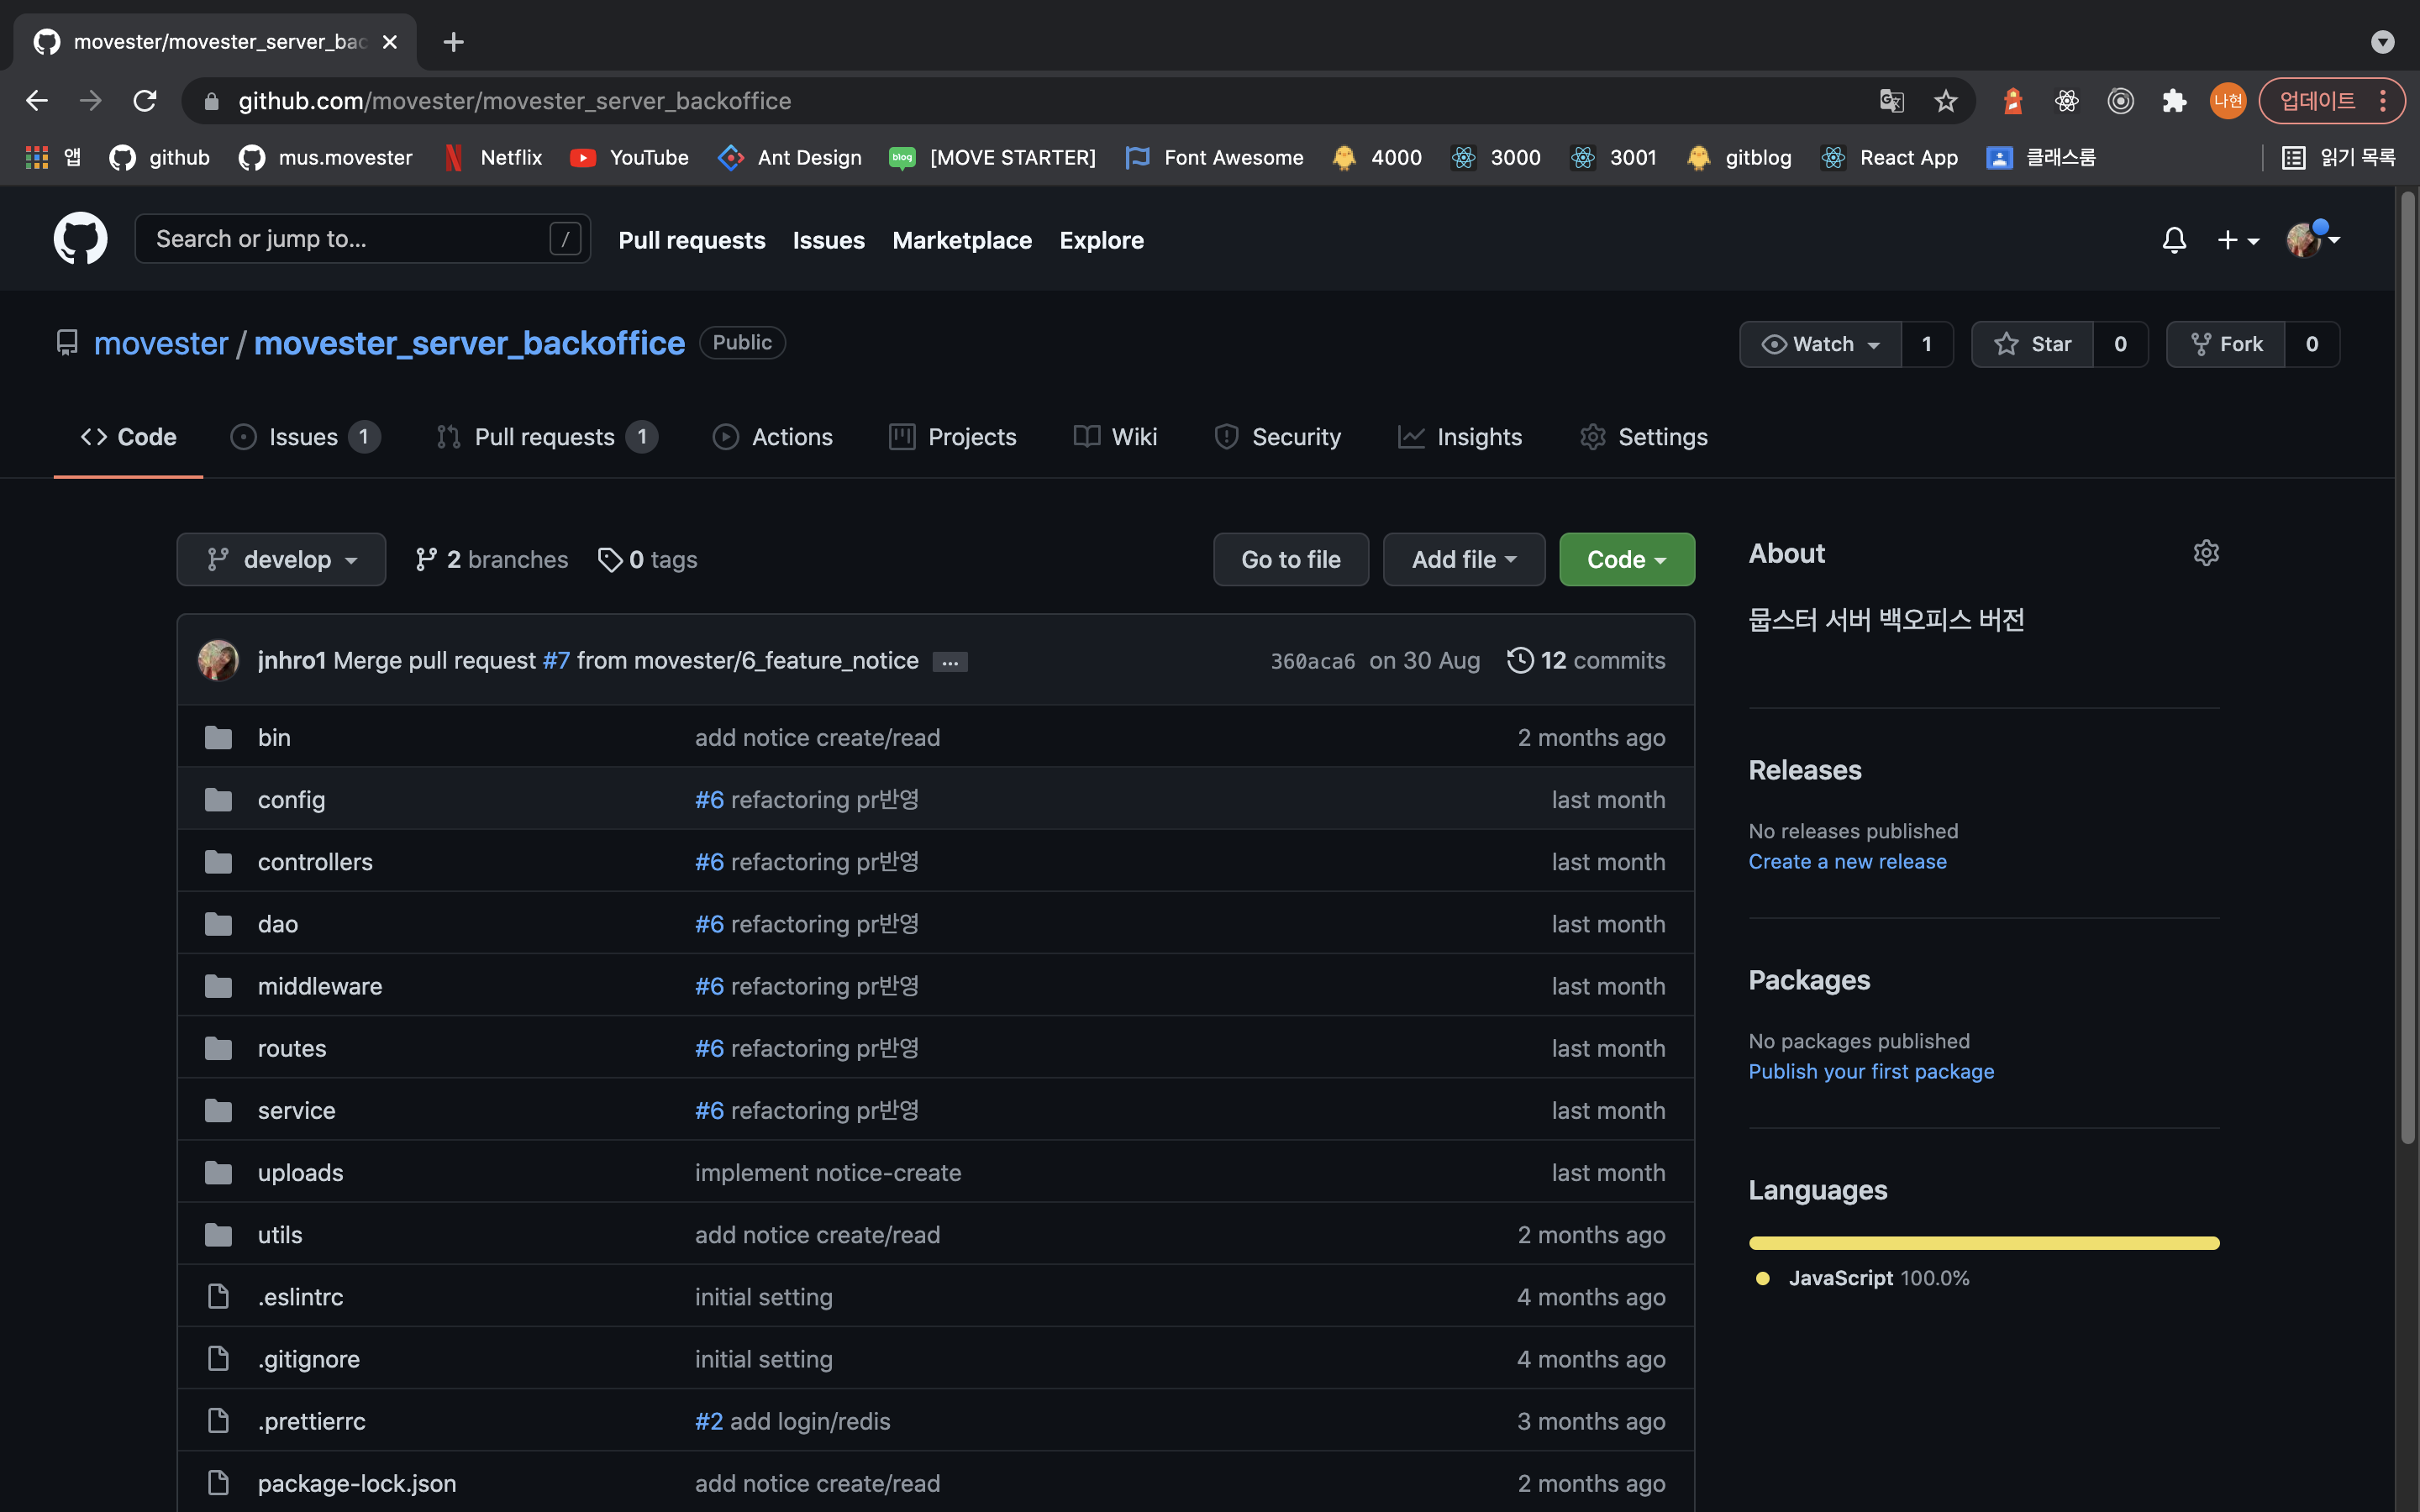 movester/movester_server_bac
github.com/movester/movester_server_backoffice
나현 업데이트
앱 github mus.movester Netflix YouTube Ant Design blog [MOVE STARTER] Font Awesome 4000 3000 3001 gitblog React App 클래스룸 읽기 목록
Search or jump to... / Pull requests Issues Marketplace Explore
movester / movester_server_backoffice Public Watch 1 Star 0 Fork 0
Code Issues 1 Pull requests 1 Actions Projects Wiki Security Insights Settings
develop 2 branches 0 tags Go to file Add file Code
jnhro1 Merge pull request #7 from movester/6_feature_notice ... 360aca6 on 30 Aug 12 commits
bin add notice create/read 2 months ago
config #6 refactoring pr반영 last month
controllers #6 refactoring pr반영 last month
dao #6 refactoring pr반영 last month
middleware #6 refactoring pr반영 last month
routes #6 refactoring pr반영 last month
service #6 refactoring pr반영 last month
uploads implement notice-create last month
utils add notice create/read 2 months ago
.eslintrc initial setting 4 months ago
.gitignore initial setting 4 months ago
.prettierrc #2 add login/redis 3 months ago
package-lock.json add notice create/read 2 months ago
About
뭅스터 서버 백오피스 버전
Releases
No releases published
Create a new release
Packages
No packages published
Publish your first package
Languages
JavaScript 100.0%